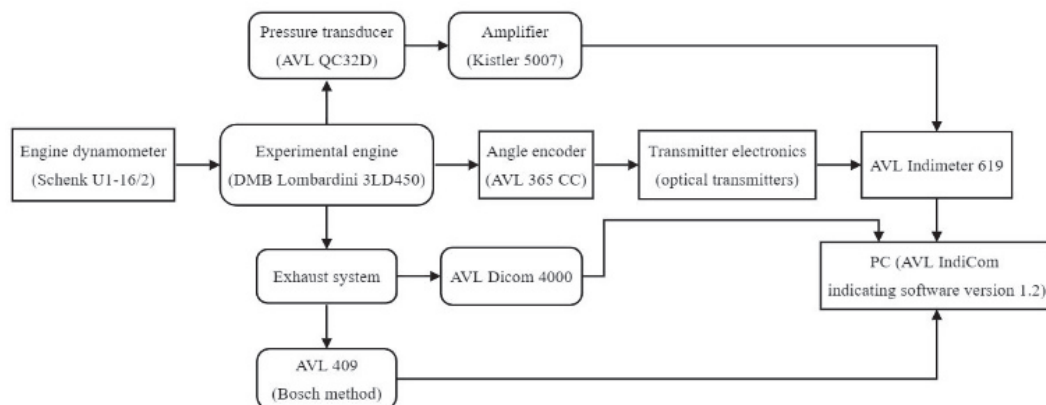 Pressure transducer
(AVL QC32D)
Amplifier
(Kistler 5007)
Engine dynamometer
(Schenk U1-16/2)
Experimental engine
(DMB Lombardini 3LD450)
Angle encoder
(AVL 365 CC)
Transmitter electronics
(optical transmitters)
AVL Indimeter 619
Exhaust system
AVL Dicom 4000
PC (AVL IndiCom
indicating software version 1.2)
AVL 409
(Bosch method)